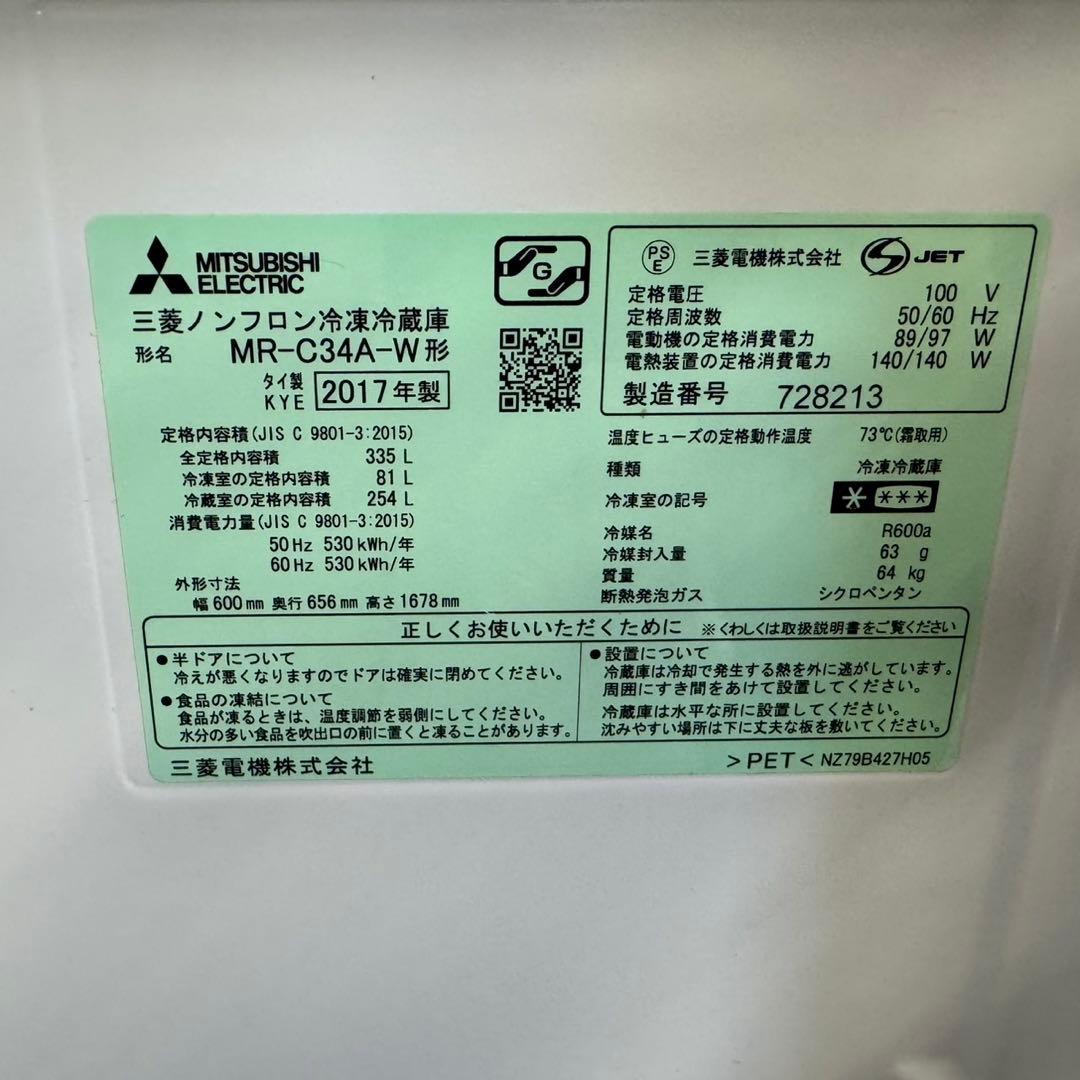 MITSUBISHI
ELECTRIC
三菱ノンフロン冷凍冷蔵庫
形名 MR-C34A-W形
タイ製
KYE 2017年製
G
PS
E 三菱電機株式会社 S JET
定格電圧 100 V
定格周波数 50/60 Hz
電動機の定格消費電力 89/97 W
電熱装置の定格消費電力 140/140 W
製造番号 728213
定格内容積(JIS C 9801-3:2015)
全定格内容積 335 L
冷凍室の定格内容積 81 L
冷蔵室の定格内容積 254 L
消費電力量(JIS C 9801-3:2015)
50Hz 530kWh/年
60Hz 530kWh/年
外形寸法
幅600mm 奥行656mm 高さ1678mm
温度ヒューズの定格動作温度 73℃(霜取用)
種類 冷凍冷蔵庫
冷凍室の記号 * ***
冷媒名 R600a
冷媒封入量 63 g
質量 64 kg
断熱発泡ガス シクロペンタン
正しくお使いいただくために ※くわしくは取扱説明書をご覧ください
●半ドアについて
冷えが悪くなりますのでドアは確実に閉めてください。
●食品の凍結について
食品が凍るときは、温度調節を弱側にしてください。
水分の多い食品を吹出口の前に置くと凍ることがあります。
●設置について
冷蔵庫は冷却で発生する熱を外に逃がしています。
周囲にすき間をあけて設置してください。
冷蔵庫は水平な所に設置してください。
沈みやすい場所は下に丈夫な板を敷いてください。
三菱電機株式会社 >PET< NZ79B427H05